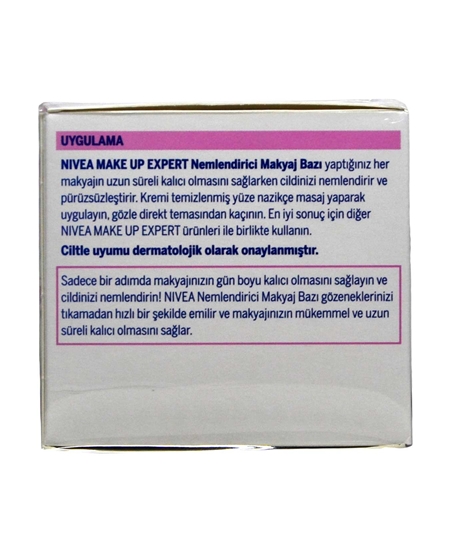 UYGULAMA
NIVEA MAKE UP EXPERT Nemlendirici Makyaj Bazı yaptığınız her
makyajın uzun süreli kalıcı olmasını sağlarken cildinizi nemlendirir ve
pürüzsüzleştirir. Kremi temizlenmiş yüze nazikçe masaj yaparak
uygulayın, gözle direkt temasından kaçının. En iyi sonuç için diğer
NIVEA MAKE UP EXPERT ürünleri ile birlikte kullanın.
Ciltle uyumu dermatolojik olarak onaylanmıştır.
Sadece bir adımda makyajınızın gün boyu kalıcı olmasını sağlayın ve
cildinizi nemlendirin! NIVEA Nemlendirici Makyaj Bazı gözeneklerinizi
tıkamadan hızlı bir şekilde emilir ve makyajınızın mükemmel ve uzun
süreli kalıcı olmasını sağlar.